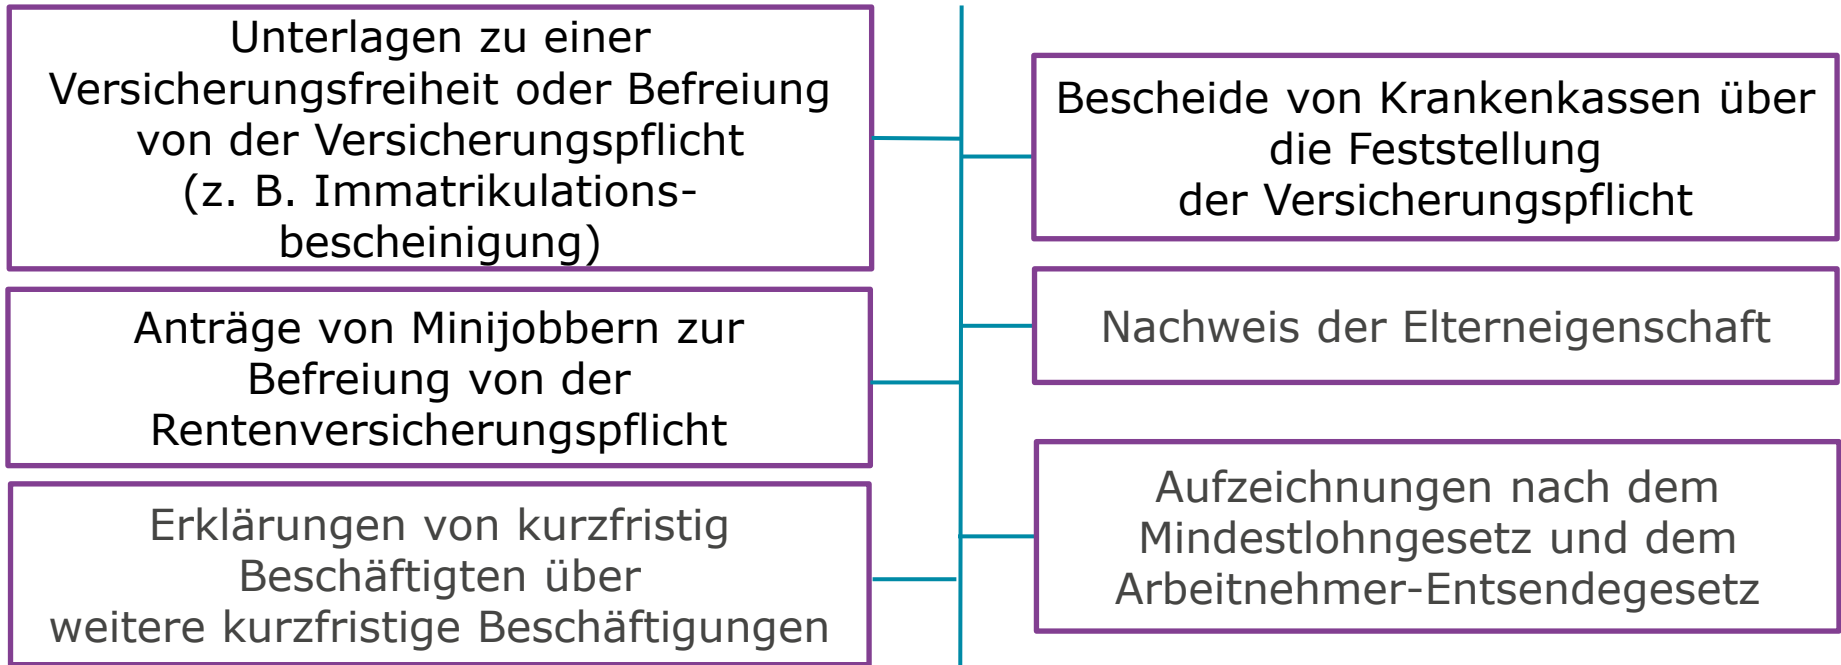 Unterlagen zu einer
Versicherungsfreiheit oder Befreiung
von der Versicherungspflicht
(z. B. Immatrikulations-
bescheinigung)
Bescheide von Krankenkassen über
die Feststellung
der Versicherungspflicht
Anträge von Minijobbern zur
Befreiung von der
Rentenversicherungspflicht
Nachweis der Elterneigenschaft
Erklärungen von kurzfristig
Beschäftigten über
weitere kurzfristige Beschäftigungen
Aufzeichnungen nach dem
Mindestlohngesetz und dem
Arbeitnehmer-Entsendegesetz